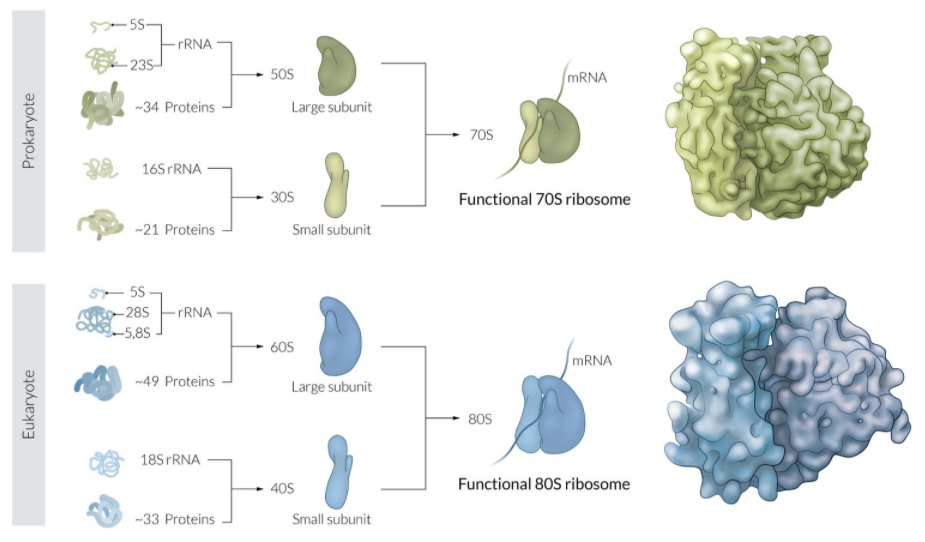 Prokaryote
5S
23S
rRNA
~34 Proteins
50S
Large subunit
16S rRNA
~21 Proteins
30S
Small subunit
70S
mRNA
Functional 70S ribosome
Eukaryote
5S
28S
5,8S
rRNA
~49 Proteins
60S
Large subunit
18S rRNA
~33 Proteins
40S
Small subunit
80S
mRNA
Functional 80S ribosome